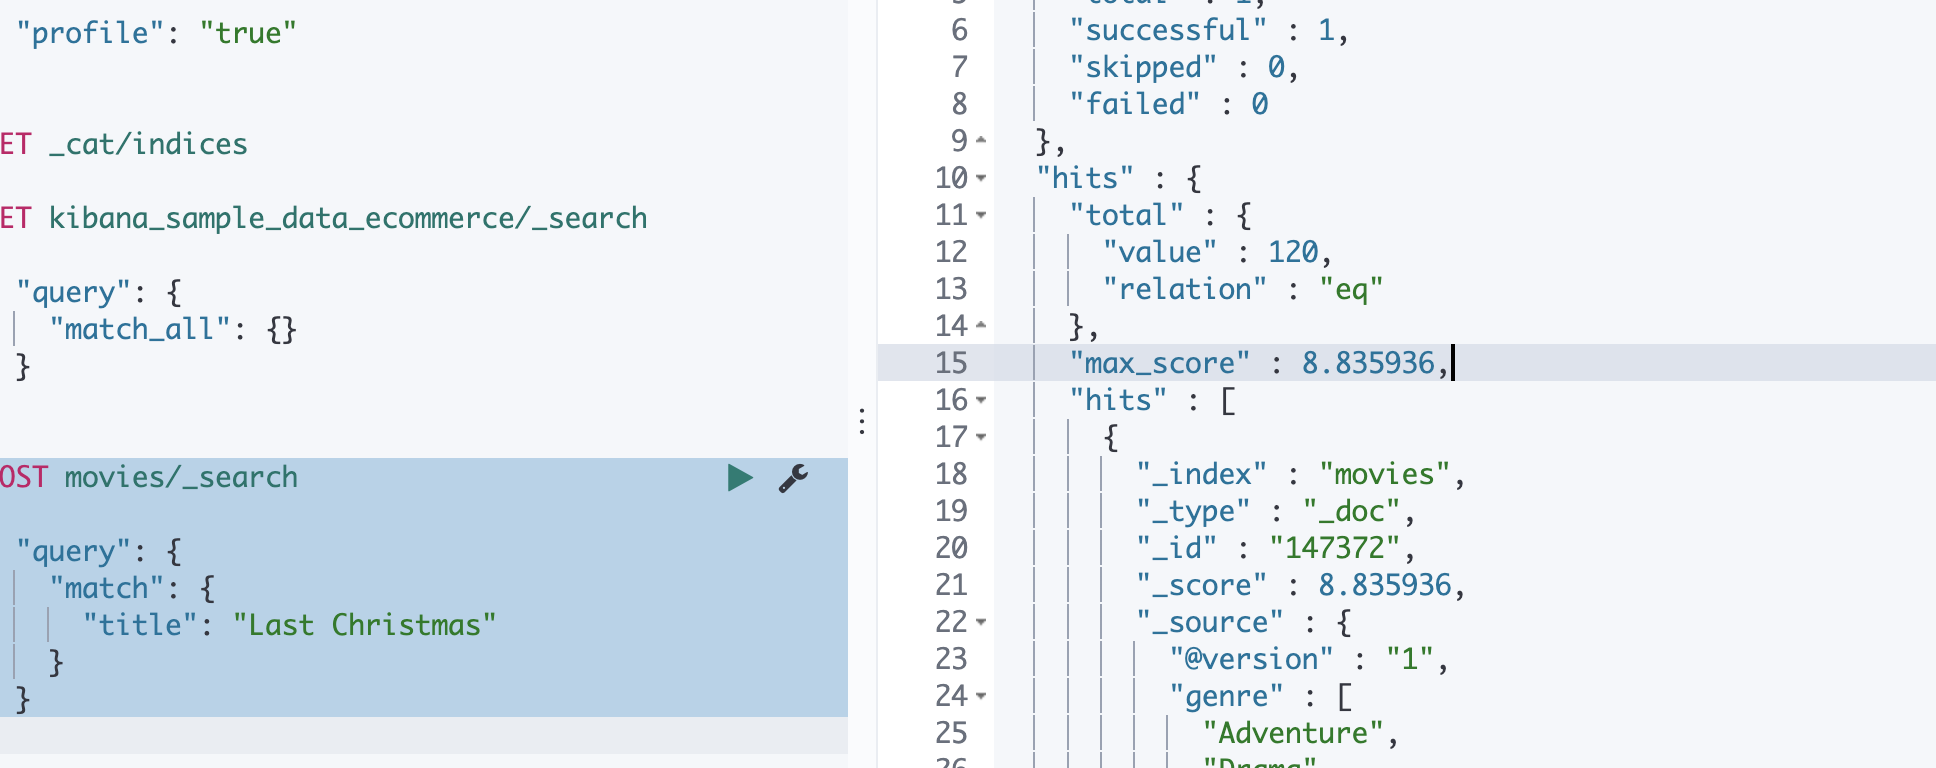 "profile": "true"
ET _cat/indices
ET kibana_sample_data_ecommerce/_search
"query": {
"match_all": {}
}
OST movies/_search
"query": {
"match": {
"title": "Last Christmas"
}
}
6 "successful" : 1,
7 "skipped" : 0,
8 "failed" : 0
9 },
10 "hits" : {
11 "total" : {
12 "value" : 120,
13 "relation" : "eq"
14 },
15 "max_score" : 8.835936,
16 "hits" : [
17 {
18 "_index" : "movies",
19 "_type" : "_doc",
20 "_id" : "147372",
21 "_score" : 8.835936,
22 "_source" : {
23 "@version" : "1",
24 "genre" : [
25 "Adventure",
26 "Drama"